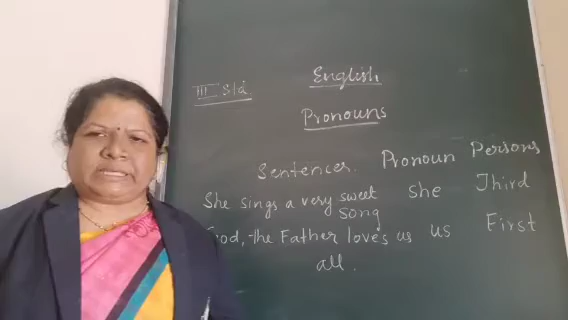 English
III Std
Pronouns
Sentences. Pronoun Persons
She sings a very sweet she Third
song
God, the Father loves us us First
all.